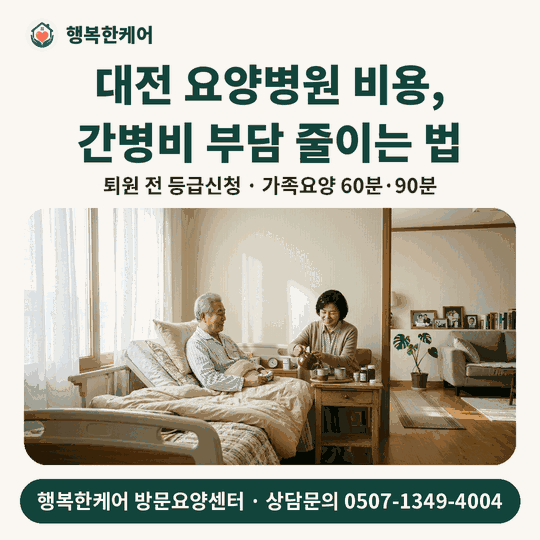 행복한케어
대전 요양병원 비용,
간병비 부담 줄이는 법
퇴원 전 등급신청 · 가족요양 60분·90분
행복한케어 방문요양센터 · 상담문의 0507-1349-4004